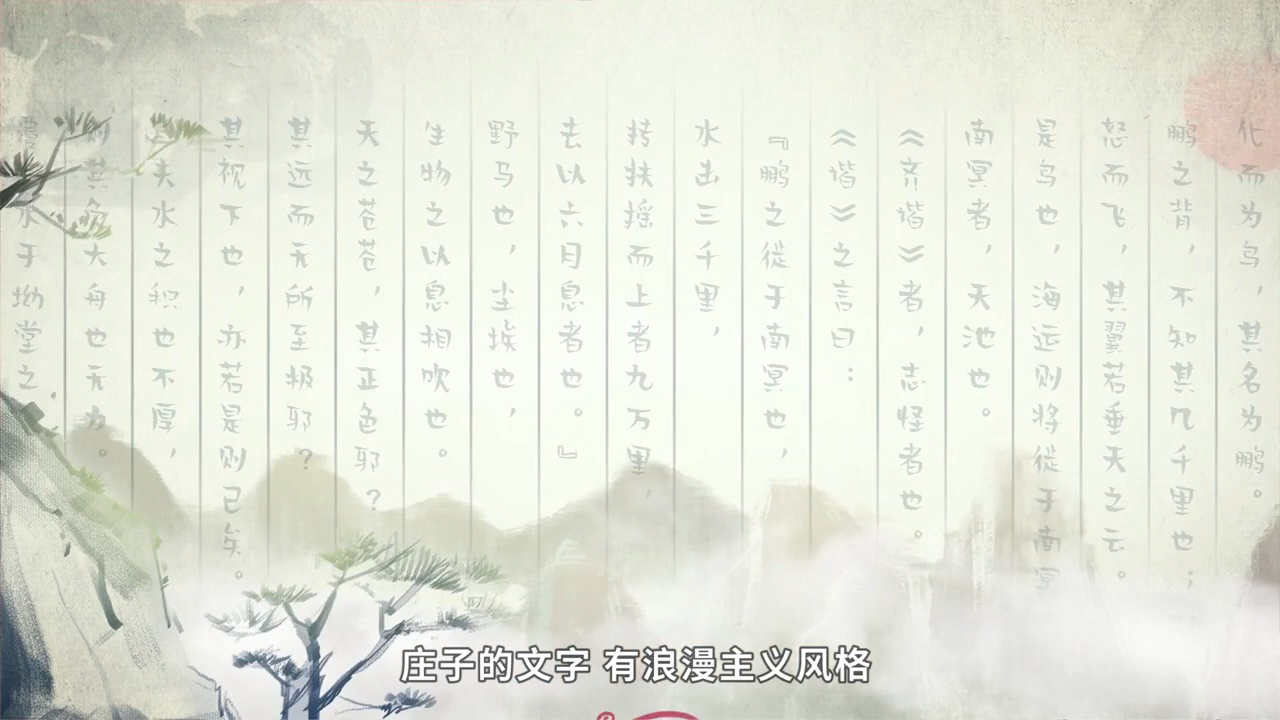 化而为鸟，其名为鹏。
鹏之背，不知其几千里也；
怒而飞，其翼若垂天之云。
是鸟也，海运则将徙于南冥
南冥者，天池也。
《齐谐》者，志怪者也。
《谐》之言曰：
『鹏之徙于南冥也，
水击三千里，
抟扶摇而上者九万里，
去以六月息者也。』
野马也，尘埃也，
生物之以息相吹也。
天之苍苍，其正色邪？
其远而无所至极邪？
其视下也，亦若是则已矣。
夫水之积也不厚，
则其负大舟也无力。
水于坳堂之
庄子的文字 有浪漫主义风格